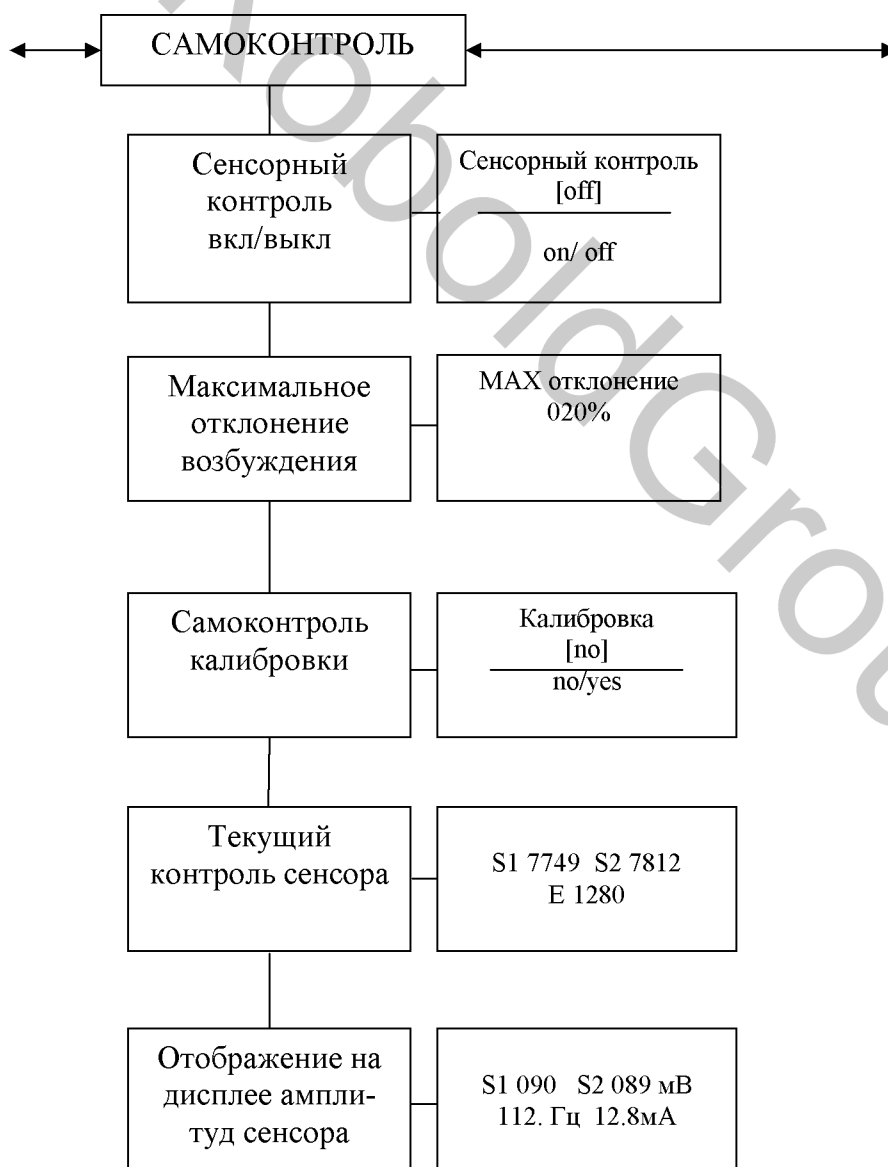 САМОКОНТРОЛЬ
Сенсорный
контроль
вкл/выкл
Сенсорный контроль
[off]
on/ off
Максимальное
отклонение
возбуждения
MAX отклонение
020%
Самоконтроль
калибровки
Калибровка
[no]
no/yes
Текущий
контроль сенсора
S1 7749 S2 7812
E 1280
Отображение на
дисплее ампли-
туд сенсора
S1 090 S2 089 мВ
112. Гц 12.8мА
KoboldGrou